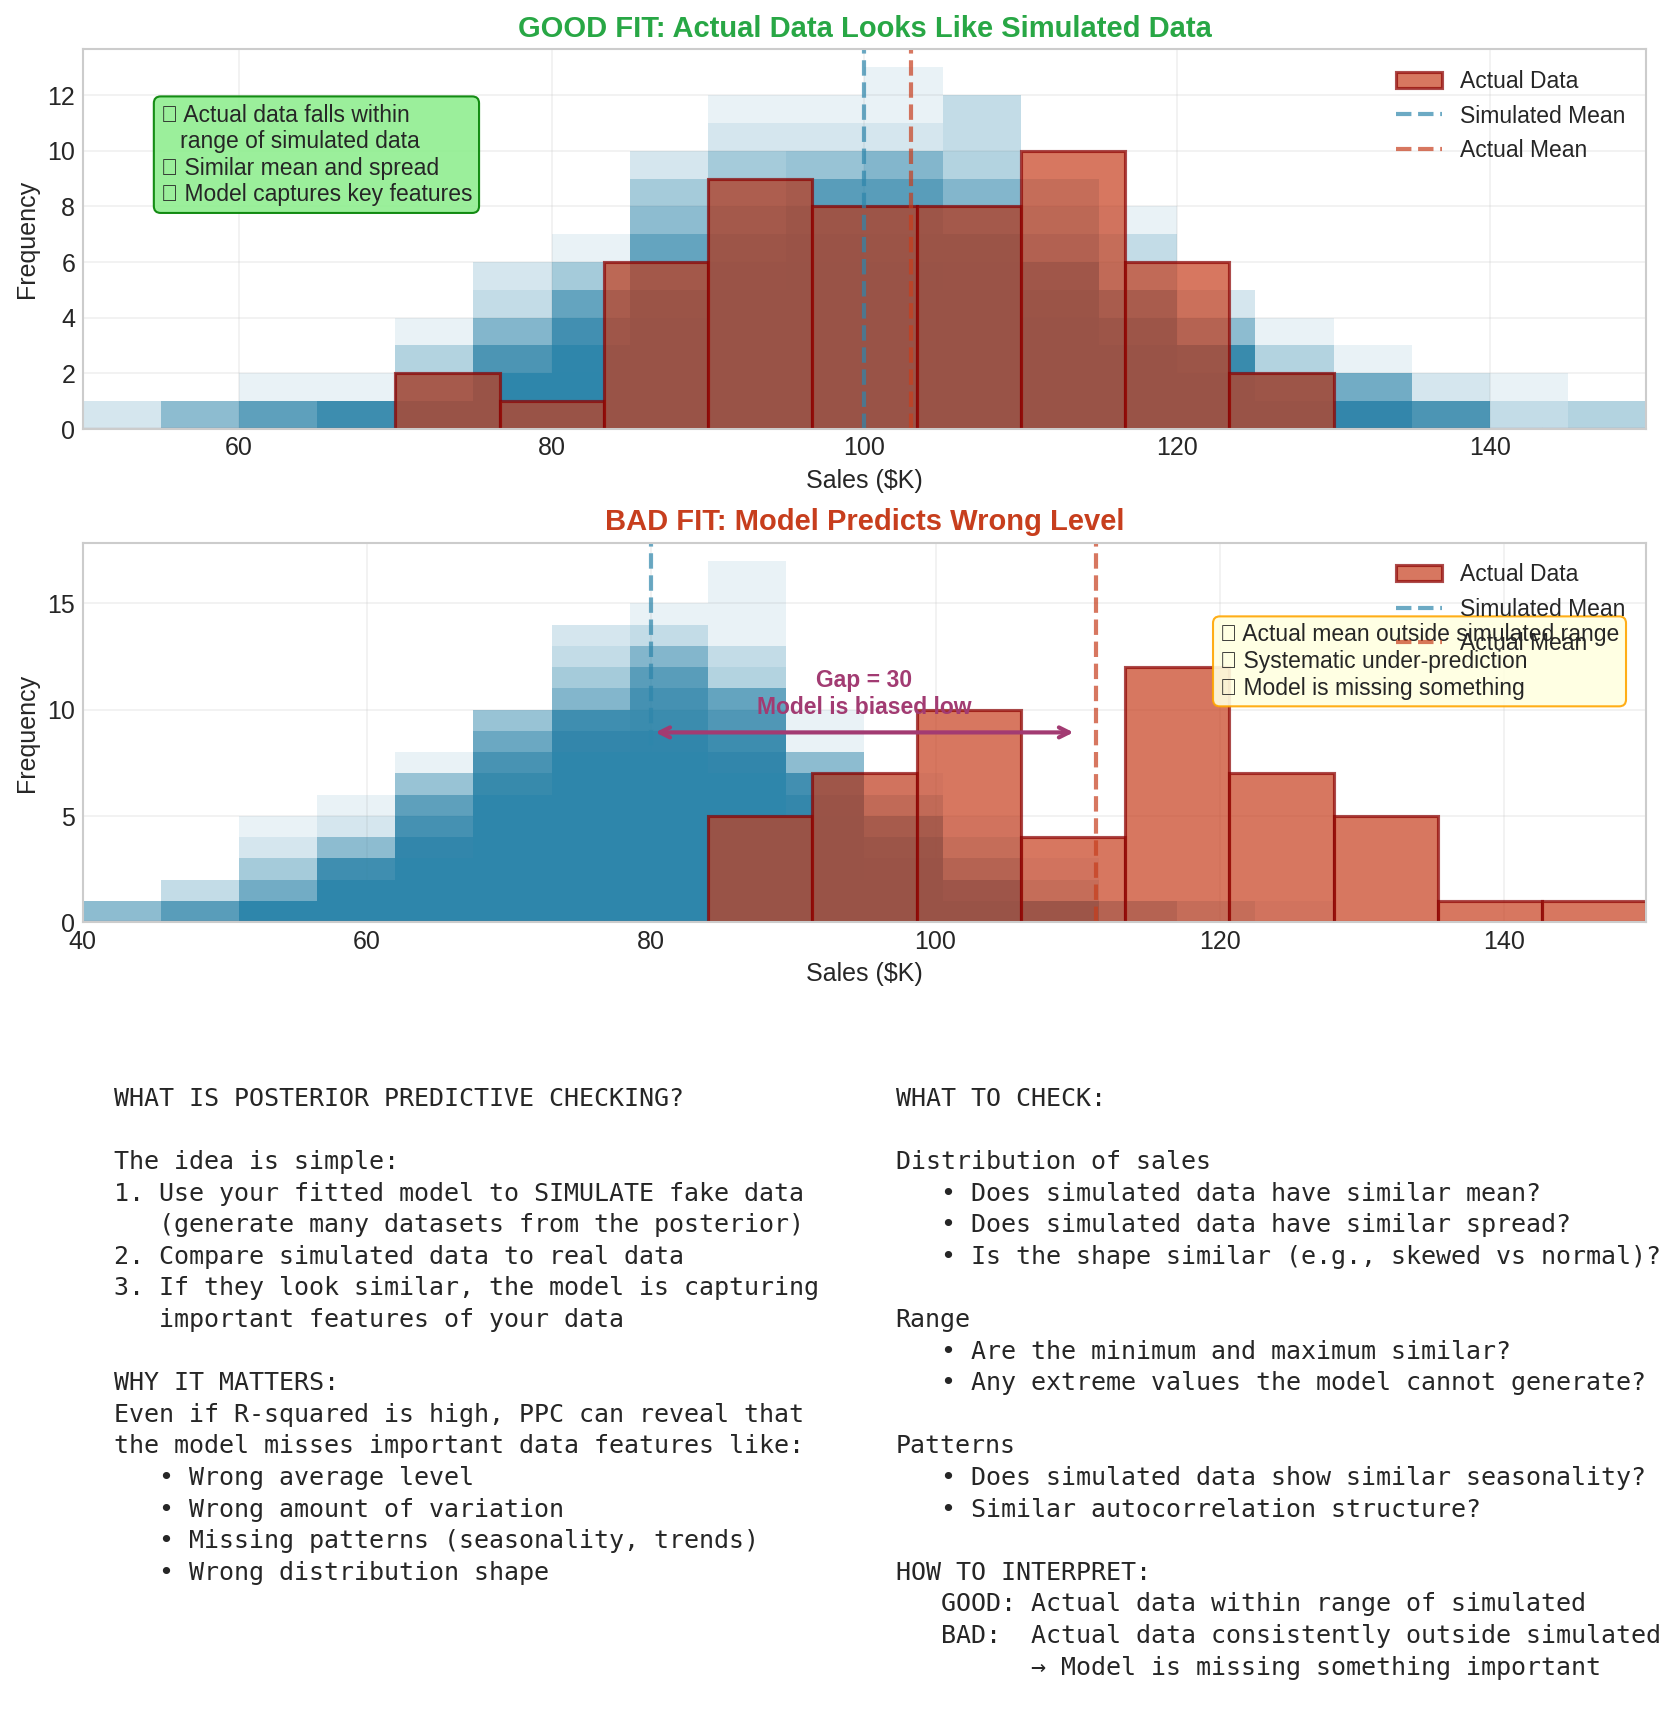 GOOD FIT: Actual Data Looks Like Simulated Data
Frequency
12
10
8
6
4
2
0
□ Actual data falls within
range of simulated data
□ Similar mean and spread
□ Model captures key features
Actual Data
Simulated Mean
Actual Mean
60
80
100
120
140
Sales ($K)
BAD FIT: Model Predicts Wrong Level
Frequency
15
10
5
0
Gap = 30
Model is biased low
Actual Data
Simulated Mean
Actual Mean
□ Actual mean outside simulated range
□ Systematic under-prediction
□ Model is missing something
40
60
80
100
120
140
Sales ($K)
WHAT IS POSTERIOR PREDICTIVE CHECKING?
The idea is simple:
1. Use your fitted model to SIMULATE fake data
(generate many datasets from the posterior)
2. Compare simulated data to real data
3. If they look similar, the model is capturing
important features of your data
WHY IT MATTERS:
Even if R-squared is high, PPC can reveal that
the model misses important data features like:
• Wrong average level
• Wrong amount of variation
• Missing patterns (seasonality, trends)
• Wrong distribution shape
WHAT TO CHECK:
Distribution of sales
• Does simulated data have similar mean?
• Does simulated data have similar spread?
• Is the shape similar (e.g., skewed vs normal)?
Range
• Are the minimum and maximum similar?
• Any extreme values the model cannot generate?
Patterns
• Does simulated data show similar seasonality?
• Similar autocorrelation structure?
HOW TO INTERPRET:
GOOD: Actual data within range of simulated
BAD:  Actual data consistently outside simulated
→ Model is missing something important